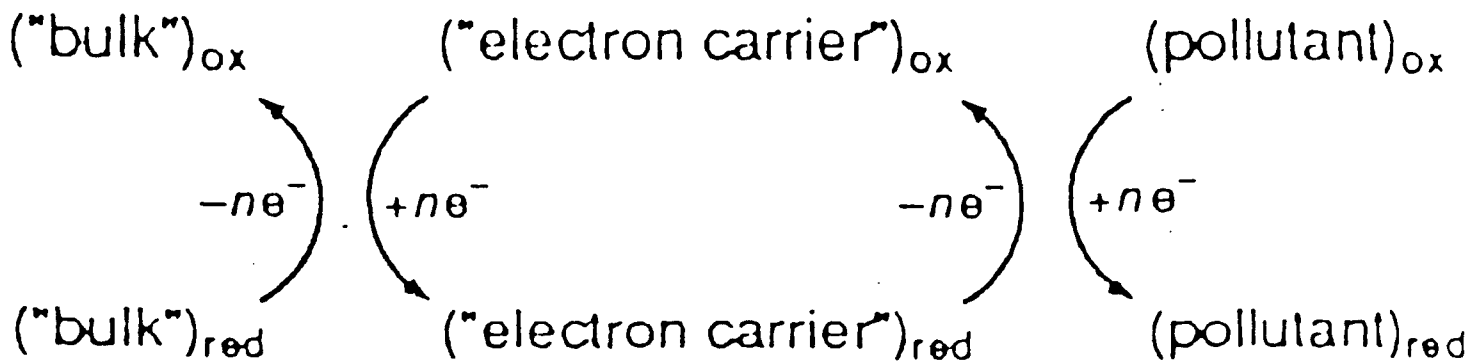 ("bulk")ox ("electron carrier")ox (pollutant)ox
−ne⁻ +ne⁻ −ne⁻ +ne⁻
("bulk")red ("electron carrier")red (pollutant)red